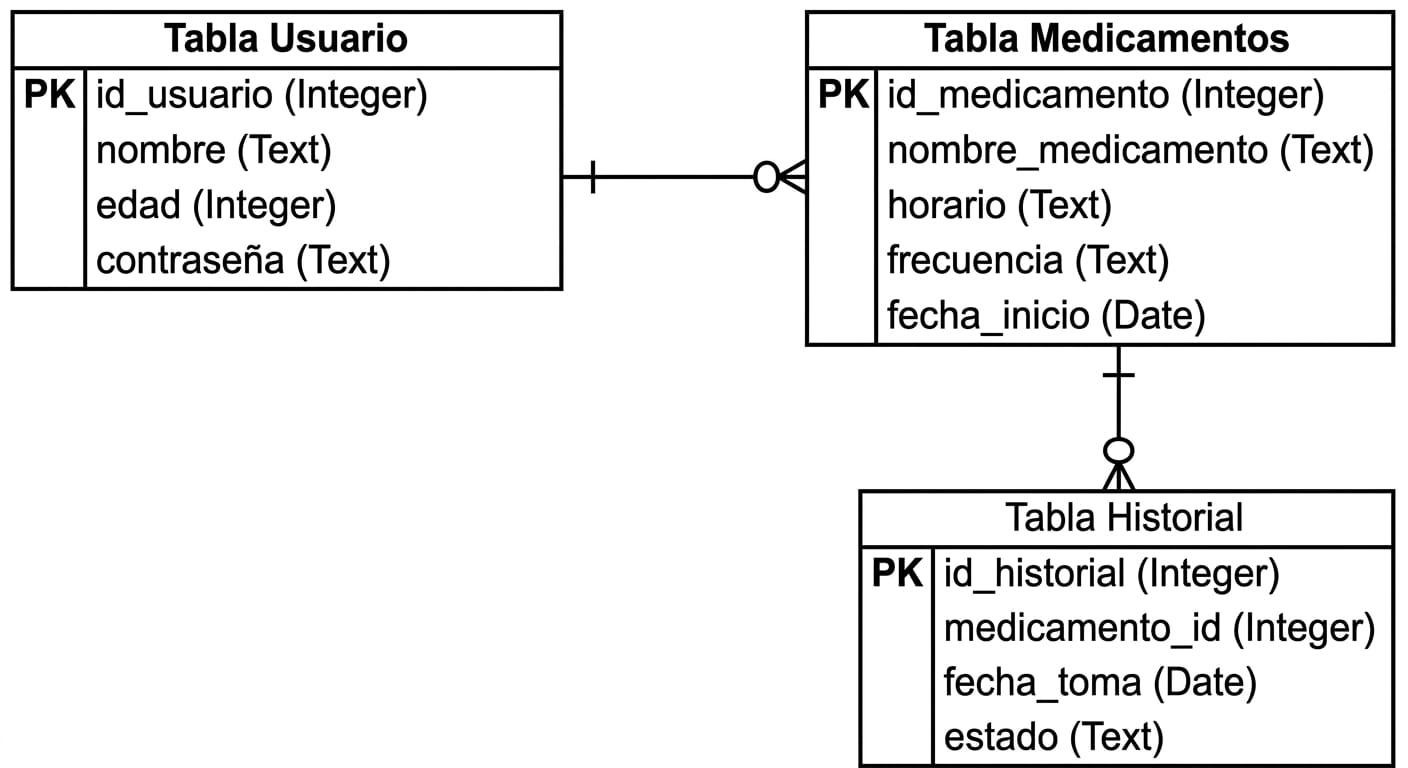 Tabla Usuario
PK id_usuario (Integer)
nombre (Text)
edad (Integer)
contraseña (Text)
Tabla Medicamentos
PK id_medicamento (Integer)
nombre_medicamento (Text)
horario (Text)
frecuencia (Text)
fecha_inicio (Date)
Tabla Historial
PK id_historial (Integer)
medicamento_id (Integer)
fecha_toma (Date)
estado (Text)